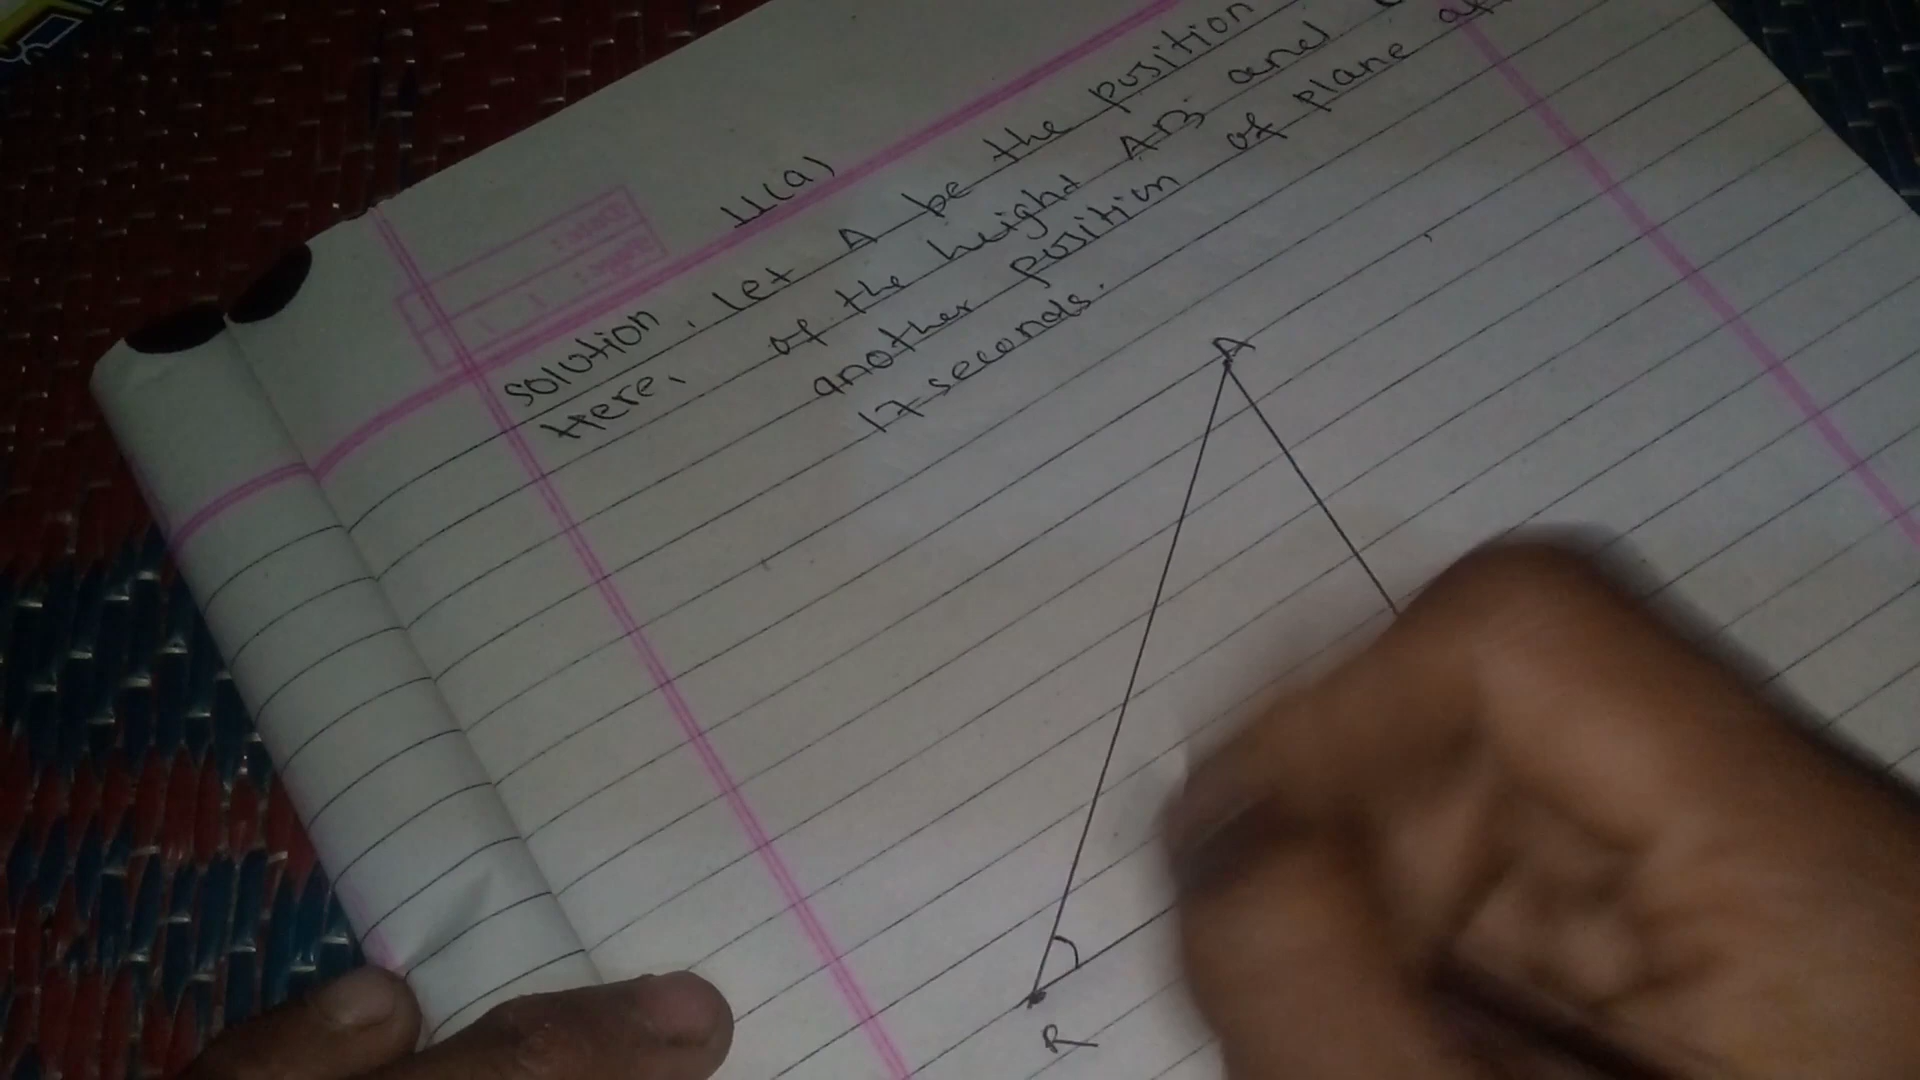 11(a)
solution
Here, let A be the position
of the height AB and
another position of plane
17 seconds.
A
R